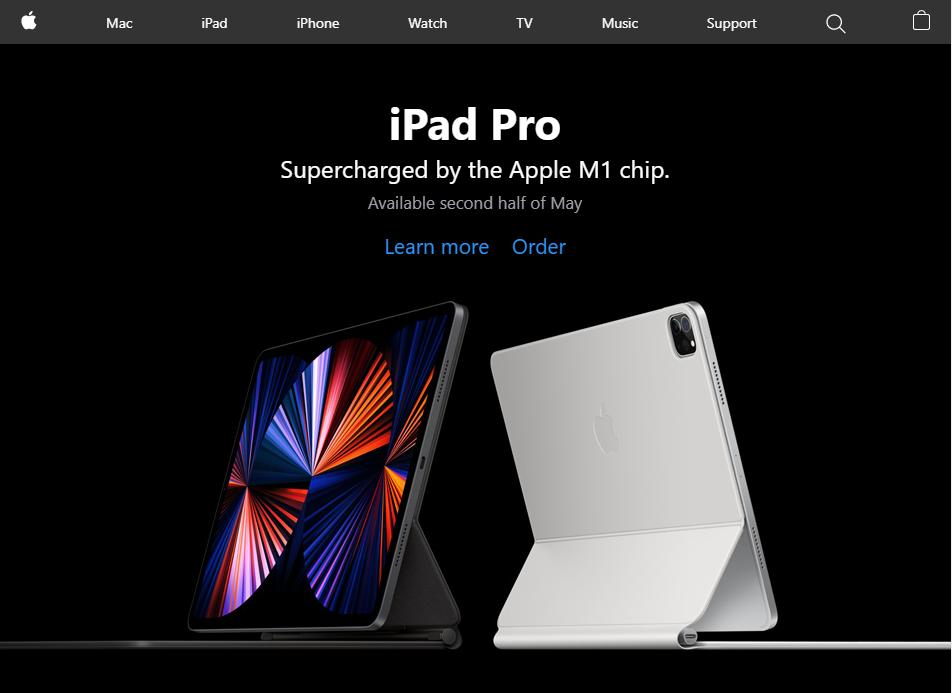 Mac iPad iPhone Watch TV Music Support
iPad Pro
Supercharged by the Apple M1 chip.
Available second half of May
Learn more Order